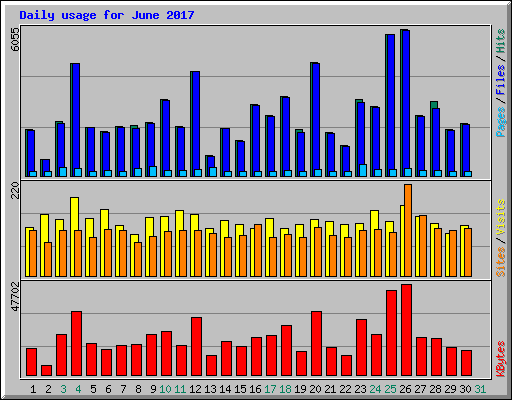 Daily usage for June 2017
6055
Pages / Files / Hits
220
Sites / Visits
47702
KBytes
1 2 3 4 5 6 7 8 9 10 11 12 13 14 15 16 17 18 19 20 21 22 23 24 25 26 27 28 29 30 31